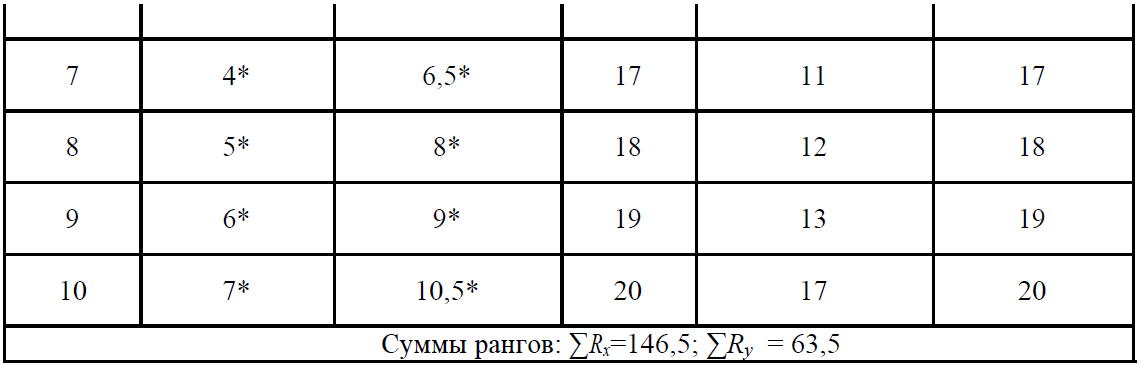 7 4* 6,5* 17 11 17
8 5* 8* 18 12 18
9 6* 9* 19 13 19
10 7* 10,5* 20 17 20
Суммы рангов: ∑Rx=146,5; ∑Ry = 63,5